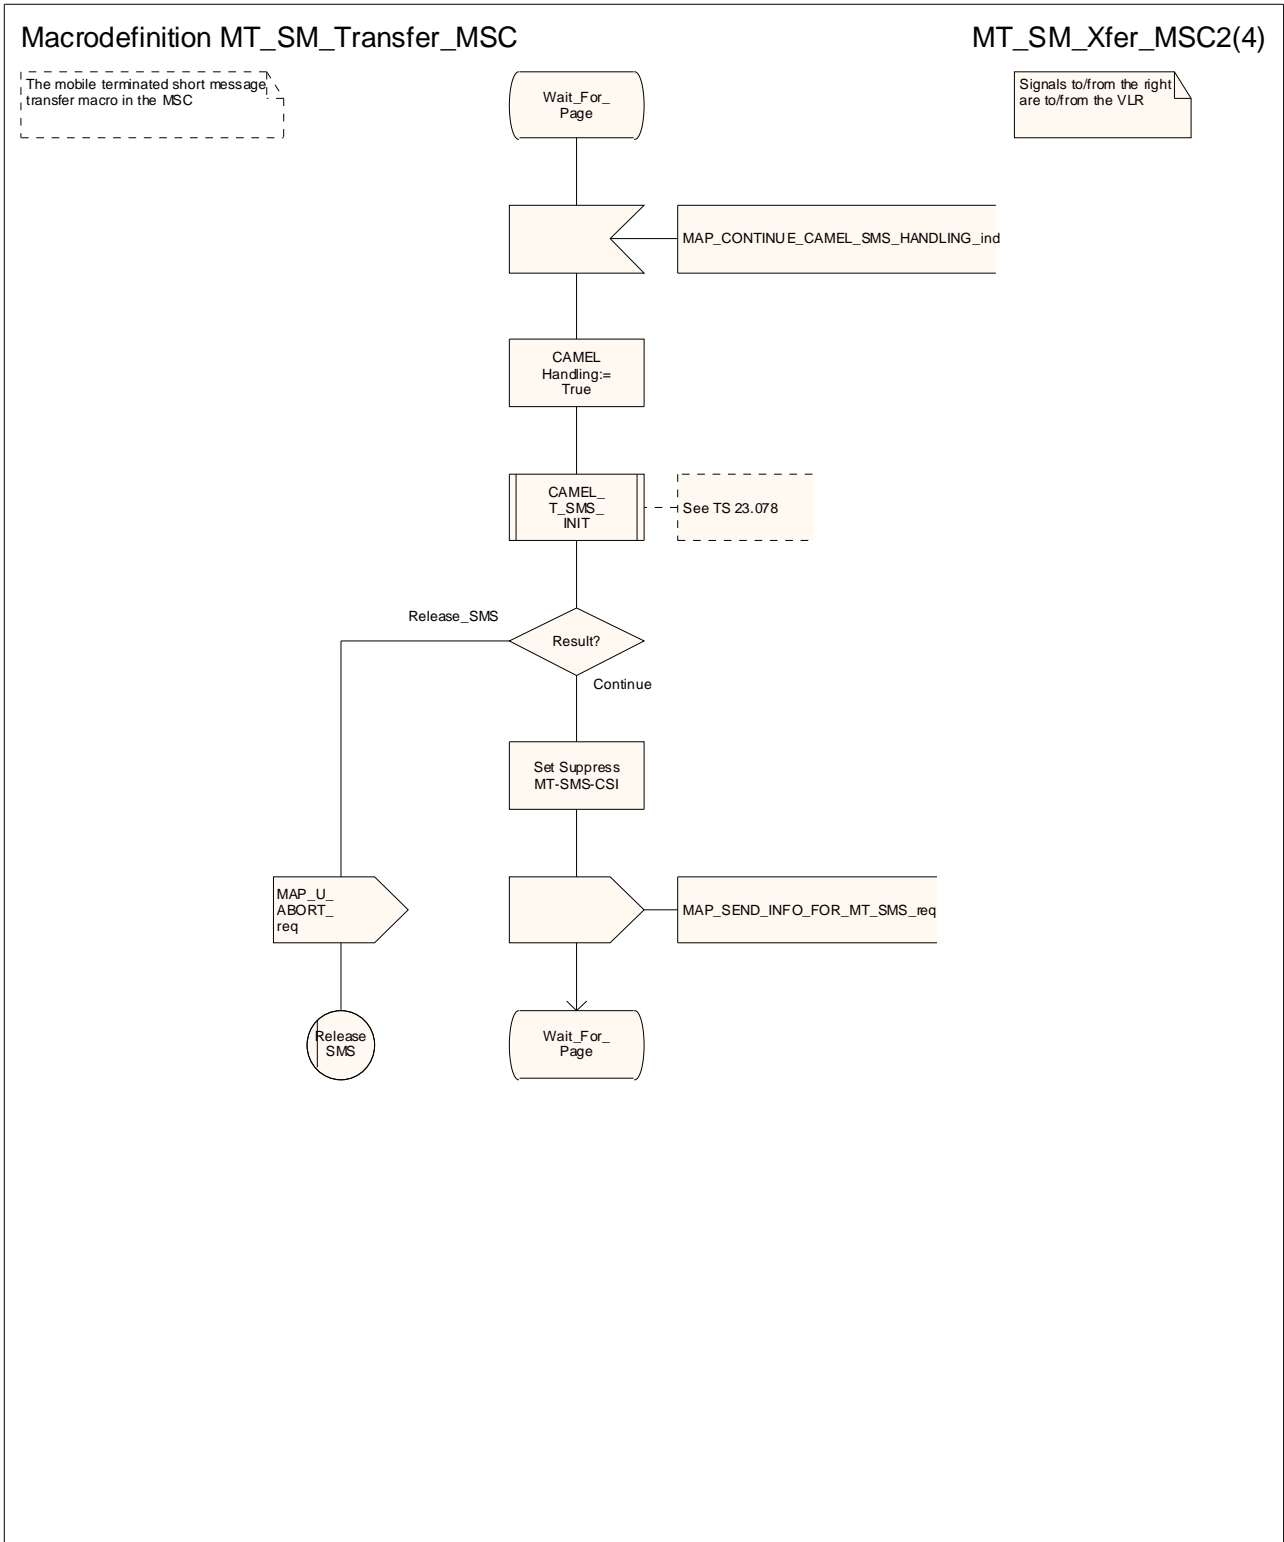 Macrodefinition MT_SM_Transfer_MSC
MT_SM_Xfer_MSC2(4)
The mobile terminated short message
transfer macro in the MSC
Wait_For_
Page
Signals to/from the right
are to/from the VLR
MAP_CONTINUE_CAMEL_SMS_HANDLING_ind
CAMEL
Handling:=
True
CAMEL_
T_SMS_
INIT
See TS 23.078
Release_SMS
Result?
Continue
Set Suppress
MT-SMS-CSI
MAP_U_
ABORT_
req
MAP_SEND_INFO_FOR_MT_SMS_req
Release
SMS
Wait_For_
Page